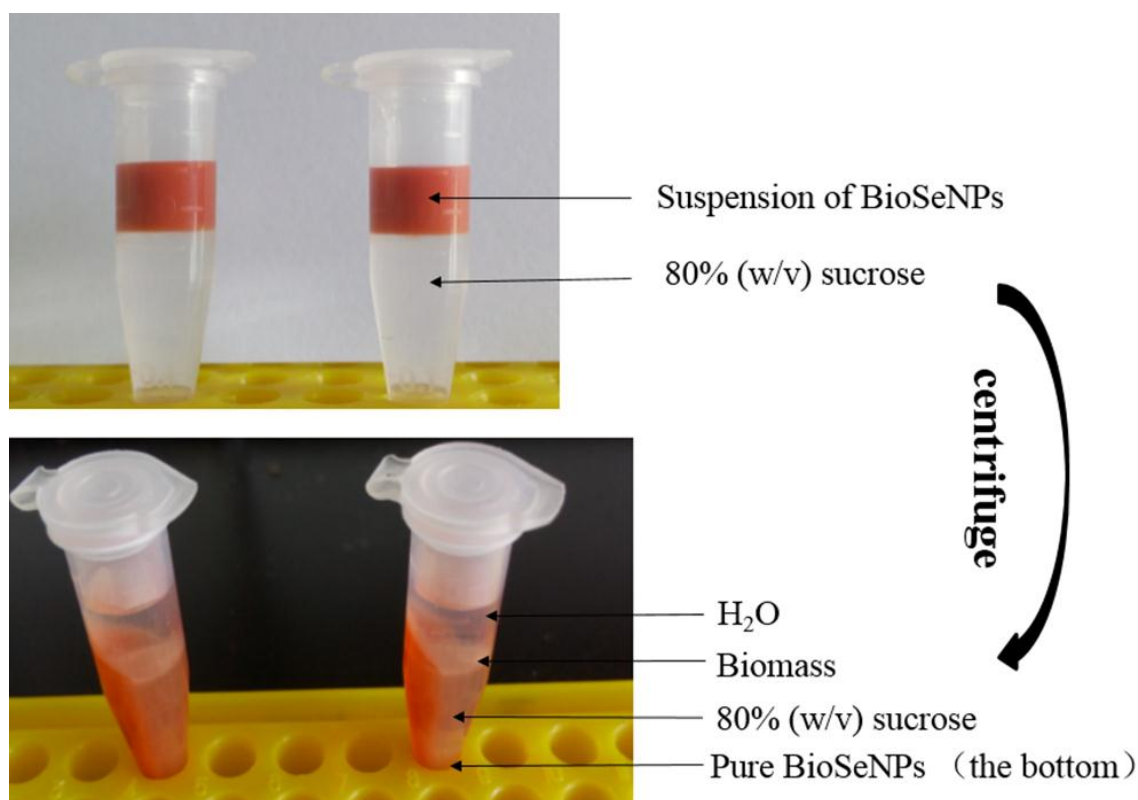 Suspension of BioSeNPs
80% (w/v) sucrose
centrifuge
H₂O
Biomass
80% (w/v) sucrose
Pure BioSeNPs （the bottom）